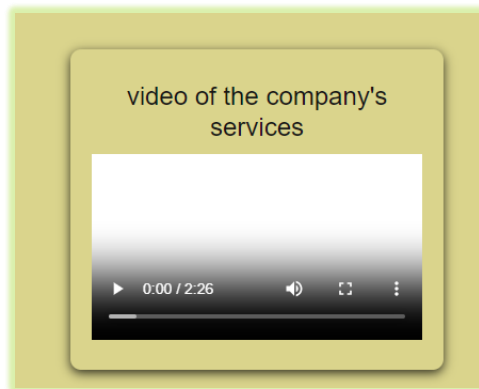 video of the company's
services
0:00 / 2:26